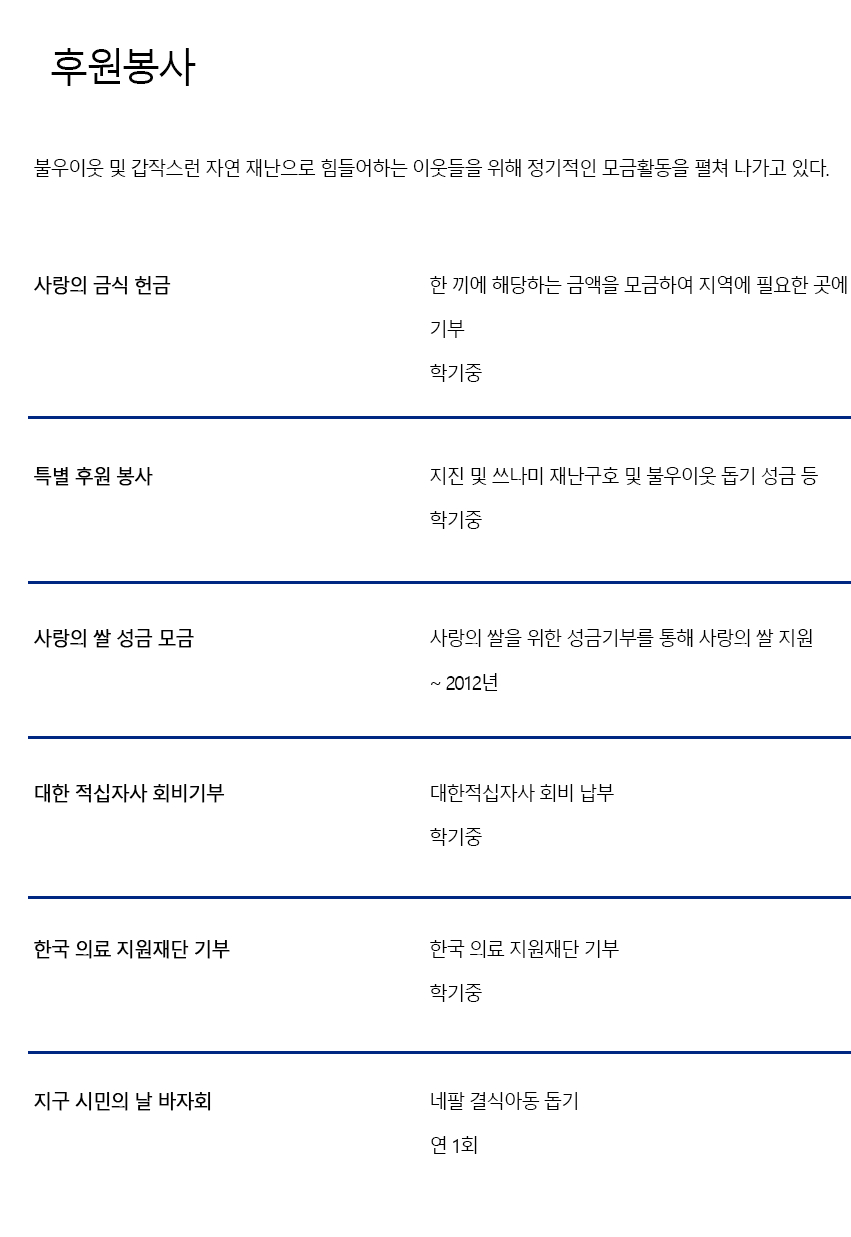 후원봉사
불우이웃 및 갑작스런 자연 재난으로 힘들어하는 이웃들을 위해 정기적인 모금활동을 펼쳐 나가고 있다.
사랑의 금식 헌금
한 끼에 해당하는 금액을 모금하여 지역에 필요한 곳에
기부
학기중
특별 후원 봉사
지진 및 쓰나미 재난구호 및 불우이웃 돕기 성금 등
학기중
사랑의 쌀 성금 모금
사랑의 쌀을 위한 성금기부를 통해 사랑의 쌀 지원
~ 2012년
대한 적십자사 회비기부
대한적십자사 회비 납부
학기중
한국 의료 지원재단 기부
한국 의료 지원재단 기부
학기중
지구 시민의 날 바자회
네팔 결식아동 돕기
연 1회